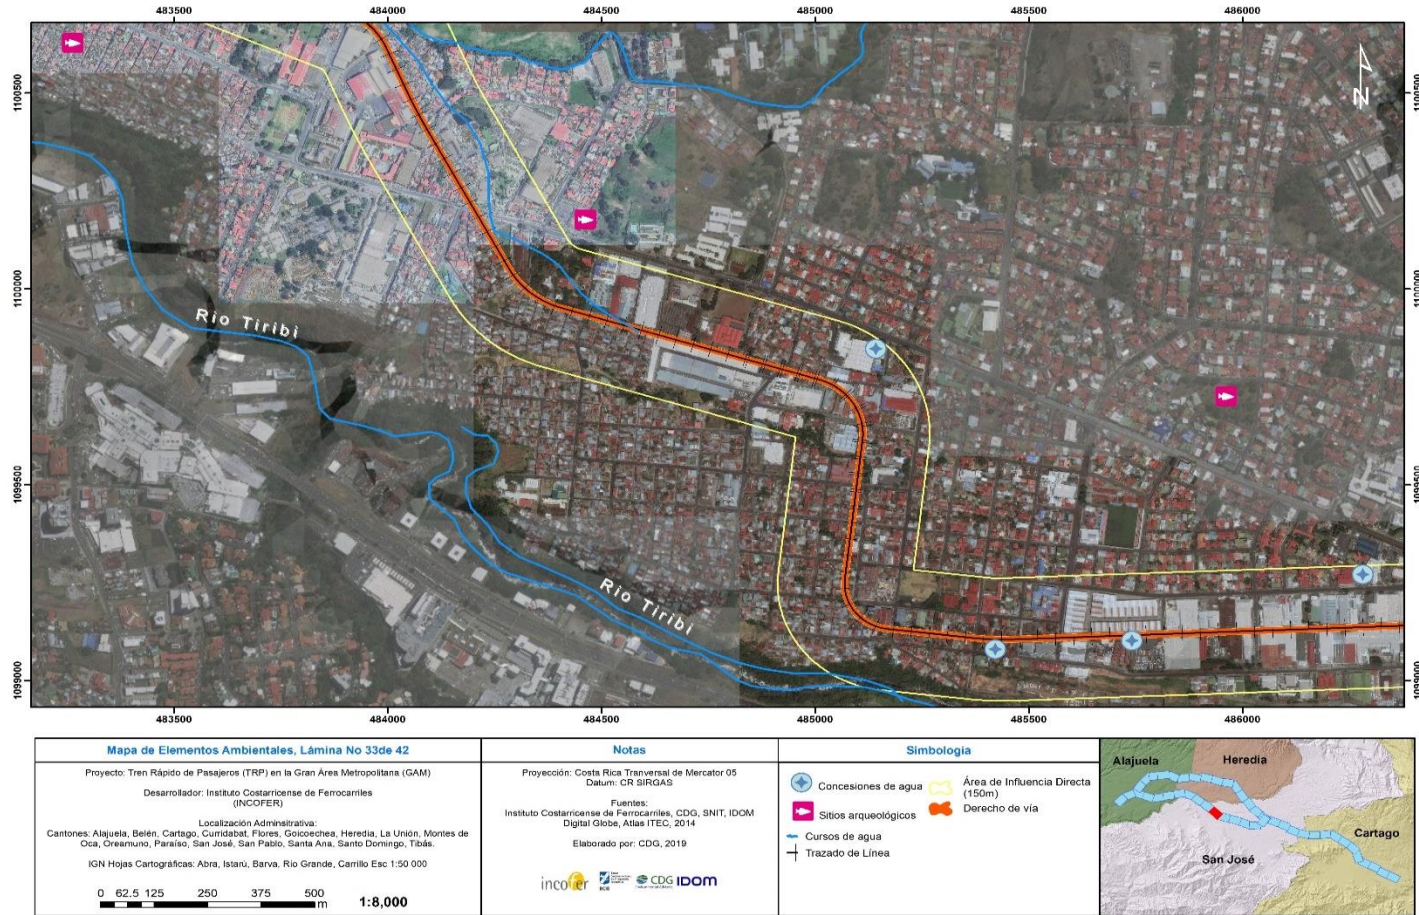 483500 484000 484500 485000 485500 486000
1100500 1100500
1100000 1100000
1099500 1099500
1099000 1099000
N
Rio Tiribi
Rio Tiribi
483500 484000 484500 485000 485500 486000
Mapa de Elementos Ambientales, Lámina No 33de 42
Proyecto: Tren Rápido de Pasajeros (TRP) en la Gran Área Metropolitana (GAM)
Desarrollador: Instituto Costarricense de Ferrocarriles
(INCOFER)
Localización Adminsitrativa:
Cantones: Alajuela, Belén, Cartago, Curridabat, Flores, Goicoechea, Heredia, La Unión, Montes de
Oca, Oreamuno, Paraíso, San José, San Pablo, Santa Ana, Santo Domingo, Tibás.
IGN Hojas Cartográficas: Abra, Istarú, Barva, Rio Grande, Carrillo Esc 1:50 000
0 62.5 125 250 375 500
m
1:8,000
Notas
Proyección: Costa Rica Tranversal de Mercator 05
Datum: CR SIRGAS
Fuentes:
Instituto Costarricense de Ferrocarriles, CDG, SNIT, IDOM
Digital Globe, Atlas ITEC, 2014
Elaborado por: CDG, 2019
incofer
CDG
IDOM
Simbología
Concesiones de agua
Sitios arqueológicos
Cursos de agua
Trazado de Línea
Área de Influencia Directa
(150m)
Derecho de vía
Alajuela
Heredia
Cartago
San José